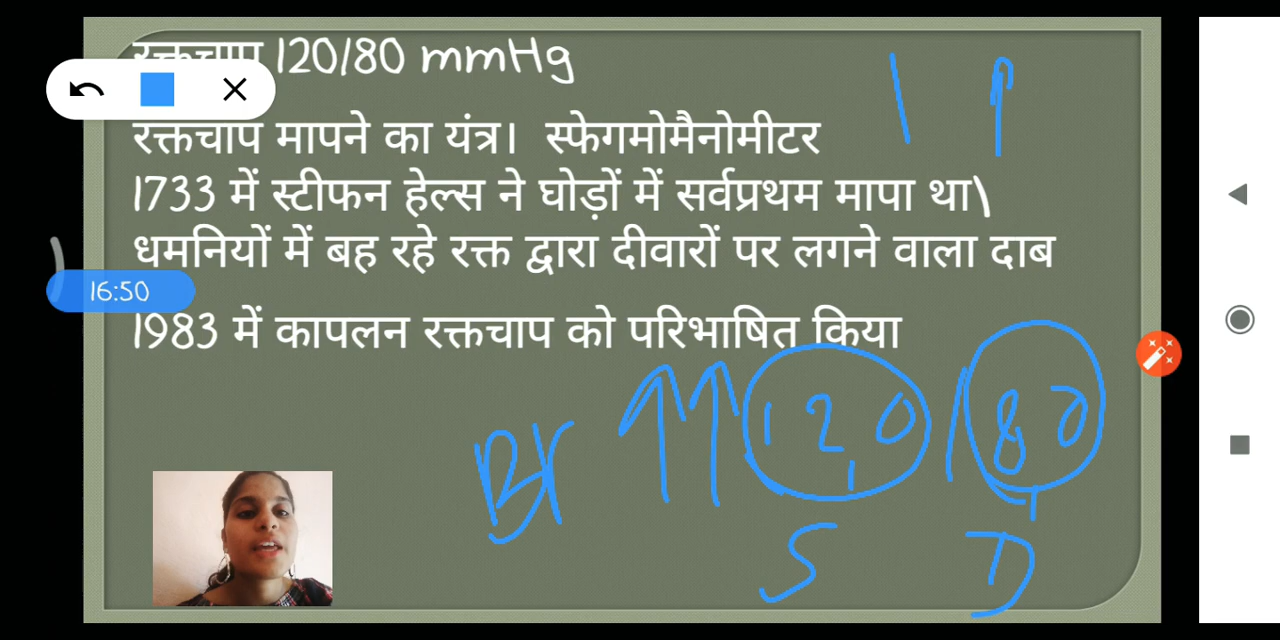 रक्तचाप 120/80 mmHg
रक्तचाप मापने का यंत्र। स्फेगमोमैनोमीटर
1733 में स्टीफन हेल्स ने घोड़ों में सर्वप्रथम मापा था\
धमनियों में बह रहे रक्त द्वारा दीवारों पर लगने वाला दाब
16:50
1983 में कापलन रक्तचाप को परिभाषित किया
120/80
S D